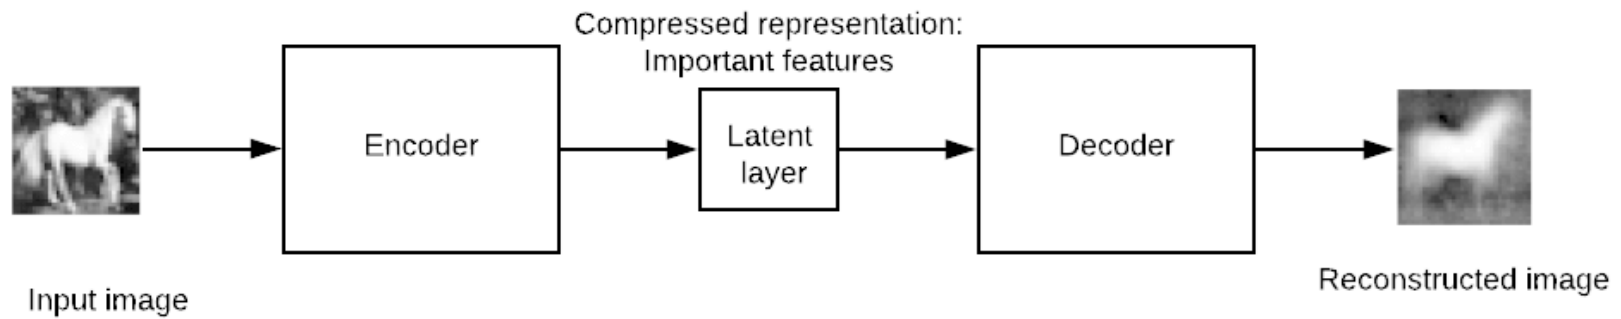 Compressed representation:
Important features
Encoder
Latent
layer
Decoder
Input image
Reconstructed image